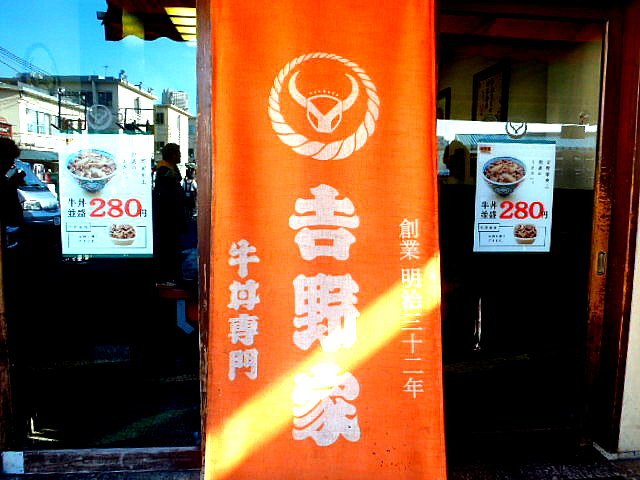 吉野家
創業明治三十二年
牛丼専門
牛丼
並盛
280円
牛丼
並盛
280円